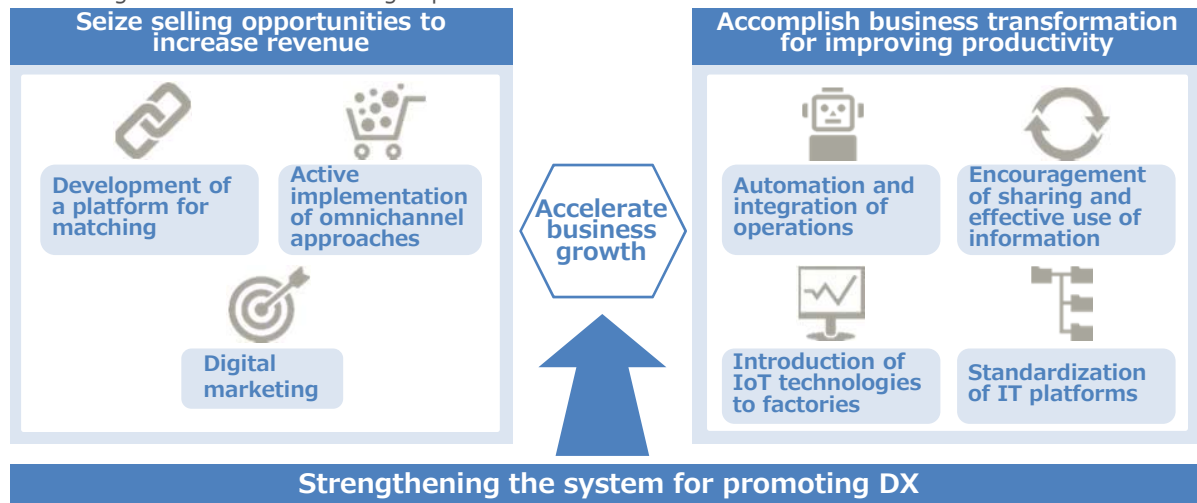 Seize selling opportunities to
increase revenue
Development of
a platform for
matching
Active
implementation
of omnichannel
approaches
Digital
marketing
Accelerate
business
growth
Accomplish business transformation
for improving productivity
Automation and
integration of
operations
Encouragement
of sharing and
effective use of
information
Introduction of
IoT technologies
to factories
Standardization
of IT platforms
Strengthening the system for promoting DX